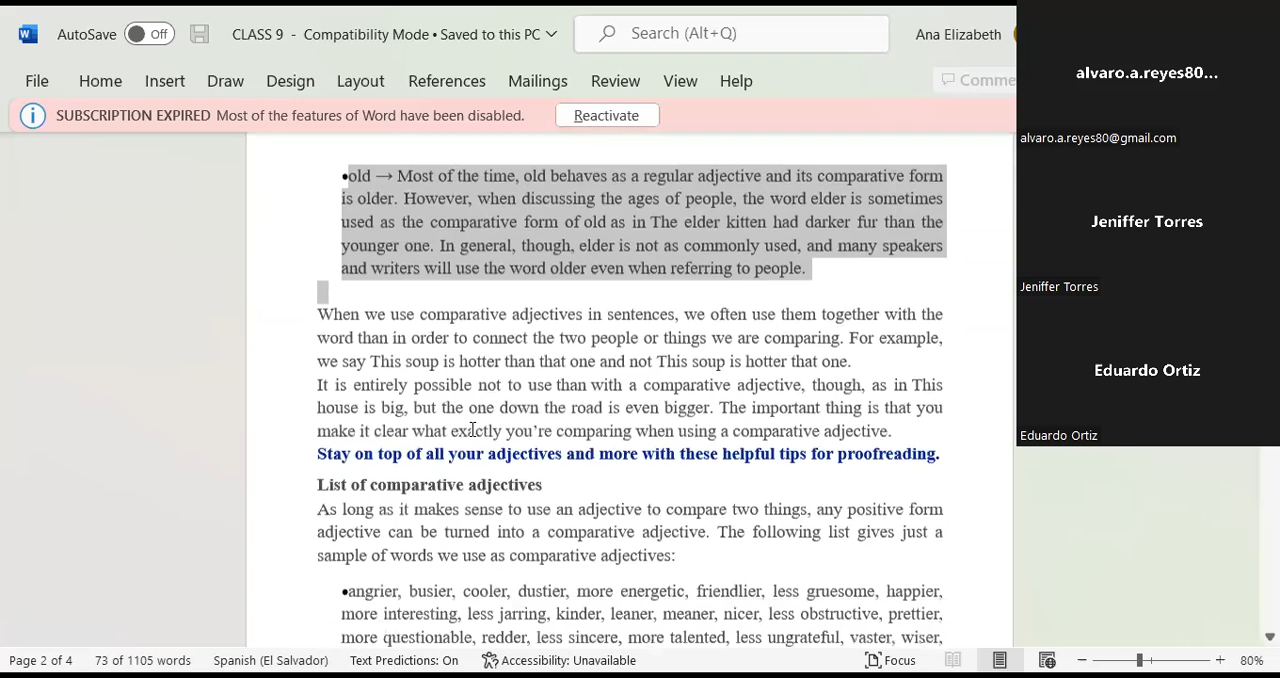 AutoSave Off CLASS 9 - Compatibility Mode • Saved to this PC Search (Alt+Q) Ana Elizabeth
File Home Insert Draw Design Layout References Mailings Review View Help Comme
SUBSCRIPTION EXPIRED Most of the features of Word have been disabled. Reactivate
•old → Most of the time, old behaves as a regular adjective and its comparative form
is older. However, when discussing the ages of people, the word elder is sometimes
used as the comparative form of old as in The elder kitten had darker fur than the
younger one. In general, though, elder is not as commonly used, and many speakers
and writers will use the word older even when referring to people.
When we use comparative adjectives in sentences, we often use them together with the
word than in order to connect the two people or things we are comparing. For example,
we say This soup is hotter than that one and not This soup is hotter that one.
It is entirely possible not to use than with a comparative adjective, though, as in This
house is big, but the one down the road is even bigger. The important thing is that you
make it clear what exactly you’re comparing when using a comparative adjective.
Stay on top of all your adjectives and more with these helpful tips for proofreading.
List of comparative adjectives
As long as it makes sense to use an adjective to compare two things, any positive form
adjective can be turned into a comparative adjective. The following list gives just a
sample of words we use as comparative adjectives:
•angrier, busier, cooler, dustier, more energetic, friendlier, less gruesome, happier,
more interesting, less jarring, kinder, leaner, meaner, nicer, less obstructive, prettier,
more questionable, redder, less sincere, more talented, less ungrateful, vaster, wiser,
Page 2 of 4 73 of 1105 words Spanish (El Salvador) Text Predictions: On Accessibility: Unavailable Focus 80%
alvaro.a.reyes80...
alvaro.a.reyes80@gmail.com
Jeniffer Torres
Jeniffer Torres
Eduardo Ortiz
Eduardo Ortiz